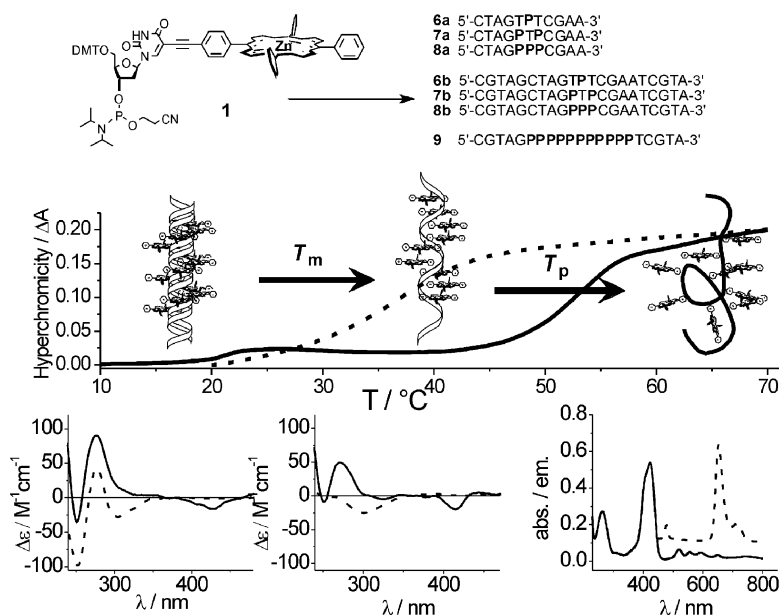 O
HN
O
N
DMTO
O
O
P
O
N
CN
Zn
1
6a 5'-CTAGTPTCGAA-3'
7a 5'-CTAGPTPCGAA-3'
8a 5'-CTAGPPPCGAA-3'
6b 5'-CGTAGCTAGTPTCGAATCGTA-3'
7b 5'-CGTAGCTAGPTPCGAATCGTA-3'
8b 5'-CGTAGCTAGPPPCGAATCGTA-3'
9 5'-CGTAGPPPPPPPPPPPTCGTA-3'
Hyperchromicity / ΔA
0.20
0.15
0.10
0.05
0.00
Tm
Tp
10 20 30 40 50 60 70
T / °C
Δε / M-1cm-1
100
50
0
-50
-100
300 400
λ / nm
Δε / M-1cm-1
100
50
0
-50
-100
300 400
λ / nm
abs. / em.
0.8
0.6
0.4
0.2
0.0
400 600 800
λ / nm